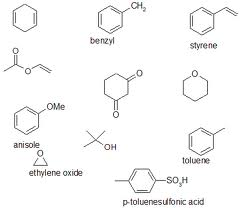 CH₂
benzyl
styrene
O
O
O
O
O
OMe
anisole
O
ethylene oxide
OH
toluene
SO₃H
p-toluenesulfonic acid